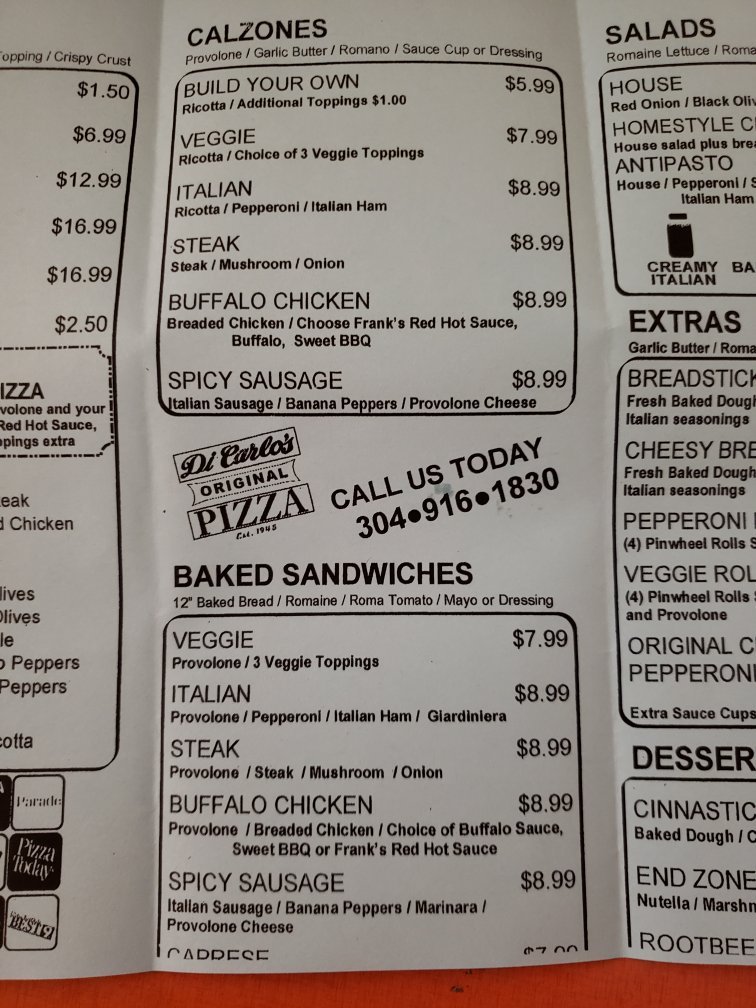 opping / Crispy Crust
$1.50
$6.99
$12.99
$16.99
$16.99
$2.50
IZZA
volone and your
Red Hot Sauce,
pings extra
eak
d Chicken
lives
Olives
le
o Peppers
Peppers
cotta
Parade
Pizza
Today
BEST
CALZONES
Provolone / Garlic Butter / Romano / Sauce Cup or Dressing
BUILD YOUR OWN $5.99
Ricotta / Additional Toppings $1.00
VEGGIE $7.99
Ricotta / Choice of 3 Veggie Toppings
ITALIAN $8.99
Ricotta / Pepperoni / Italian Ham
STEAK $8.99
Steak / Mushroom / Onion
BUFFALO CHICKEN $8.99
Breaded Chicken / Choose Frank's Red Hot Sauce,
Buffalo, Sweet BBQ
SPICY SAUSAGE $8.99
Italian Sausage / Banana Peppers / Provolone Cheese
Di Carlo's
ORIGINAL
PIZZA
Est. 1945
CALL US TODAY
304•916•1830
BAKED SANDWICHES
12" Baked Bread / Romaine / Roma Tomato / Mayo or Dressing
VEGGIE $7.99
Provolone / 3 Veggie Toppings
ITALIAN $8.99
Provolone / Pepperoni / Italian Ham / Giardiniera
STEAK $8.99
Provolone / Steak / Mushroom / Onion
BUFFALO CHICKEN $8.99
Provolone / Breaded Chicken / Choice of Buffalo Sauce,
Sweet BBQ or Frank's Red Hot Sauce
SPICY SAUSAGE $8.99
Italian Sausage / Banana Peppers / Marinara /
Provolone Cheese
CAPRESE $7.99
SALADS
Romaine Lettuce / Roma
HOUSE
Red Onion / Black Oliv
HOMESTYLE C
House salad plus brea
ANTIPASTO
House / Pepperoni / S
Italian Ham
CREAMY BA
ITALIAN
EXTRAS
Garlic Butter / Roma
BREADSTICK
Fresh Baked Dough
Italian seasonings
CHEESY BRE
Fresh Baked Dough
Italian seasonings
PEPPERONI
(4) Pinwheel Rolls S
VEGGIE ROL
(4) Pinwheel Rolls S
and Provolone
ORIGINAL C
PEPPERONI
Extra Sauce Cups
DESSER
CINNASTIC
Baked Dough / C
END ZONE
Nutella / Marshm
ROOTBEE